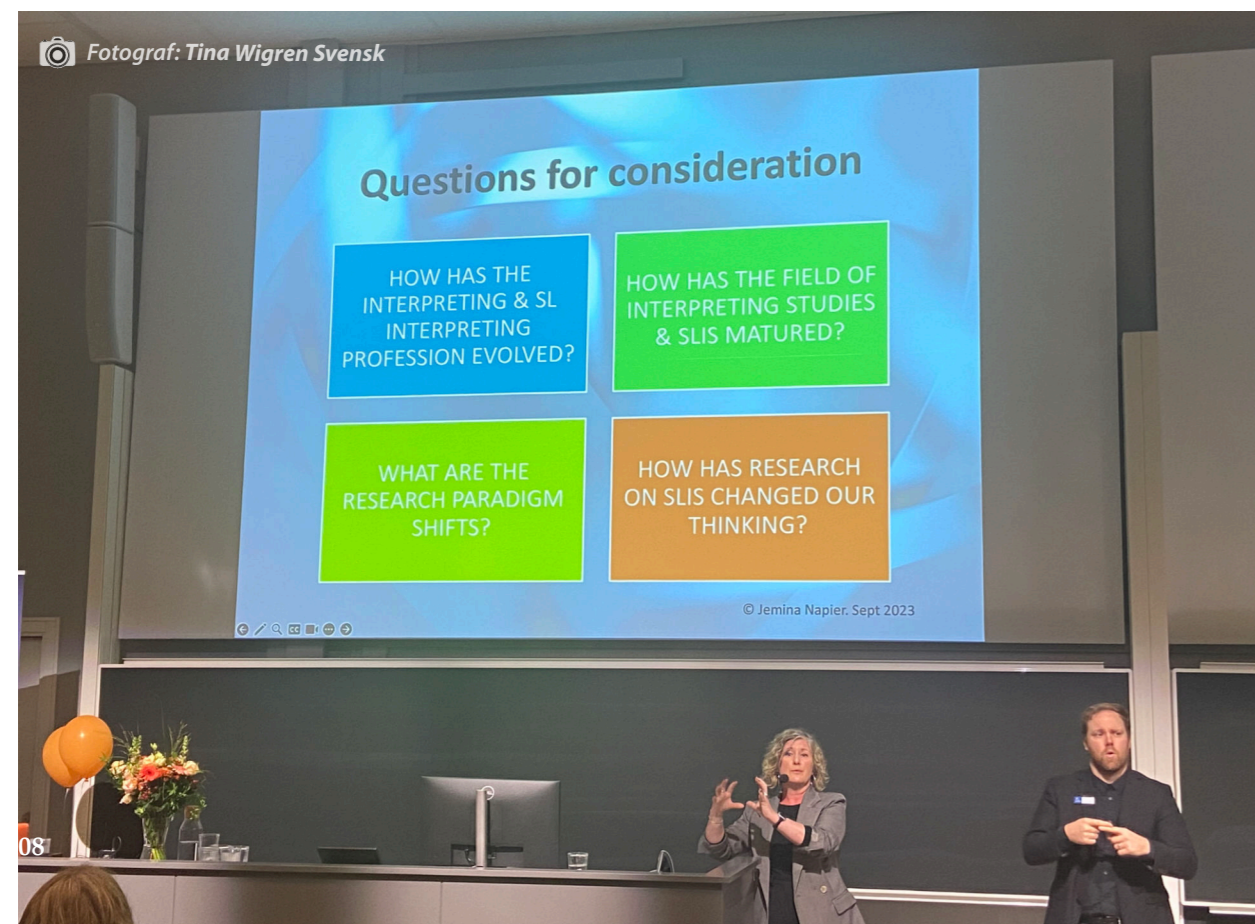 Fotograf: Tina Wigren Svensk
Questions for consideration
HOW HAS THE
INTERPRETING & SL
INTERPRETING
PROFESSION EVOLVED?
HOW HAS THE FIELD OF
INTERPRETING STUDIES
& SLIS MATURED?
WHAT ARE THE
RESEARCH PARADIGM
SHIFTS?
HOW HAS RESEARCH
ON SLIS CHANGED OUR
THINKING?
© Jemina Napier. Sept 2023
CC
08